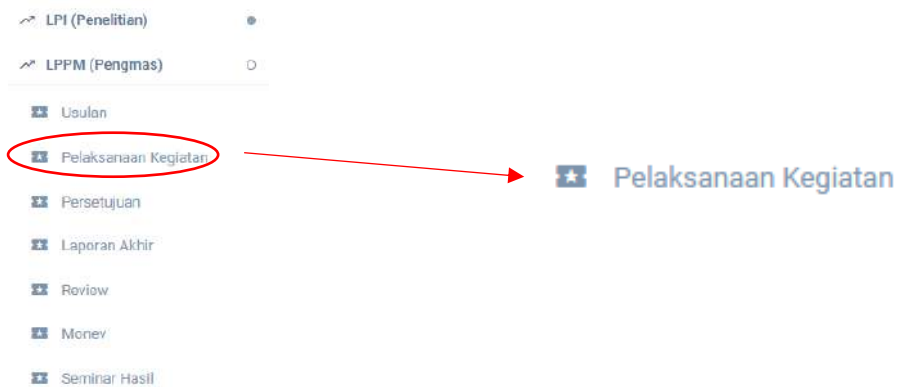 LPI (Penelitian)
LPPM (Pengmas)
Usulan
Pelaksanaan Kegiatan
Pelaksanaan Kegiatan
Persetujuan
Laporan Akhir
Review
Monev
Seminar Hasil